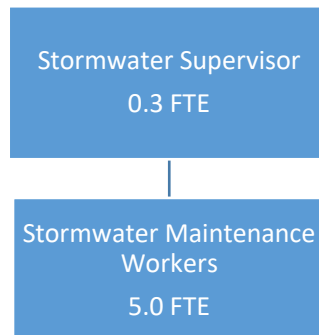 Stormwater Supervisor
0.3 FTE
Stormwater Maintenance
Workers
5.0 FTE